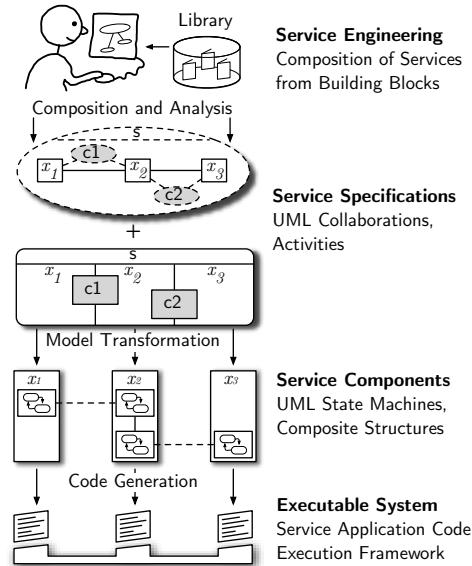 Library
Service Engineering
Composition of Services
from Building Blocks
Composition and Analysis
s
c1
x1 x2 x3
c2
Service Specifications
UML Collaborations,
Activities
+
s
x1 x2 x3
c1
c2
Model Transformation
x1 x2 x3
Service Components
UML State Machines,
Composite Structures
Code Generation
Executable System
Service Application Code
Execution Framework